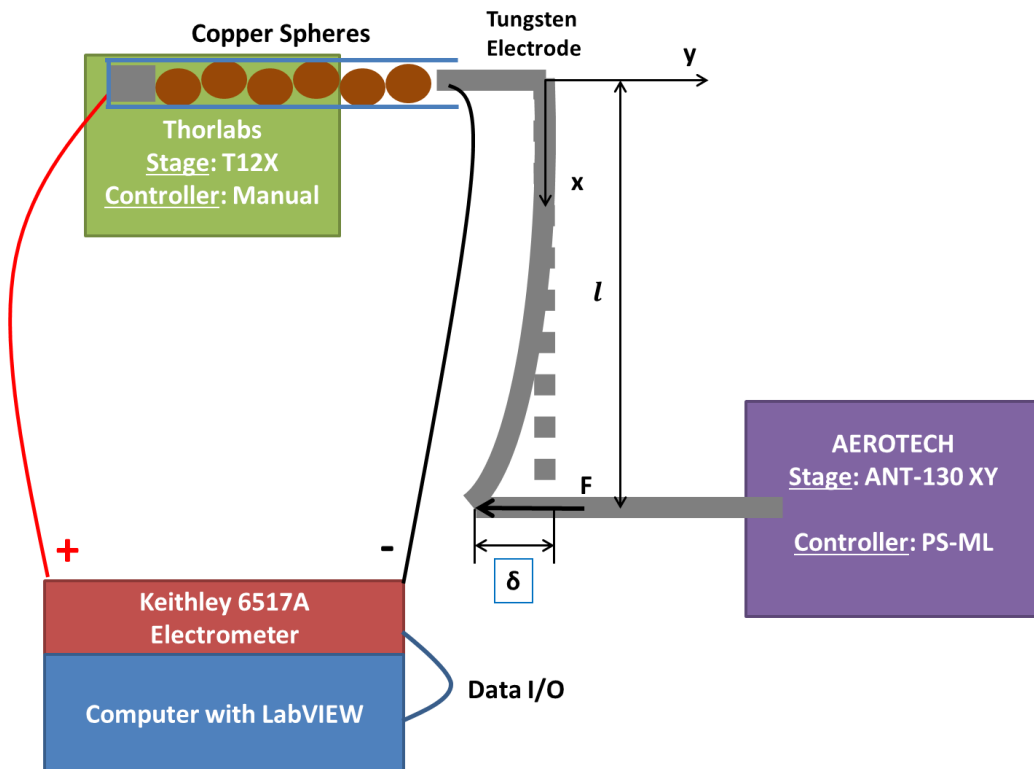 Copper Spheres
Tungsten
Electrode
y
Thorlabs
Stage: T12X
Controller: Manual
x
l
AEROTECH
Stage: ANT-130 XY
Controller: PS-ML
F
δ
+
-
Keithley 6517A
Electrometer
Computer with LabVIEW
Data I/O